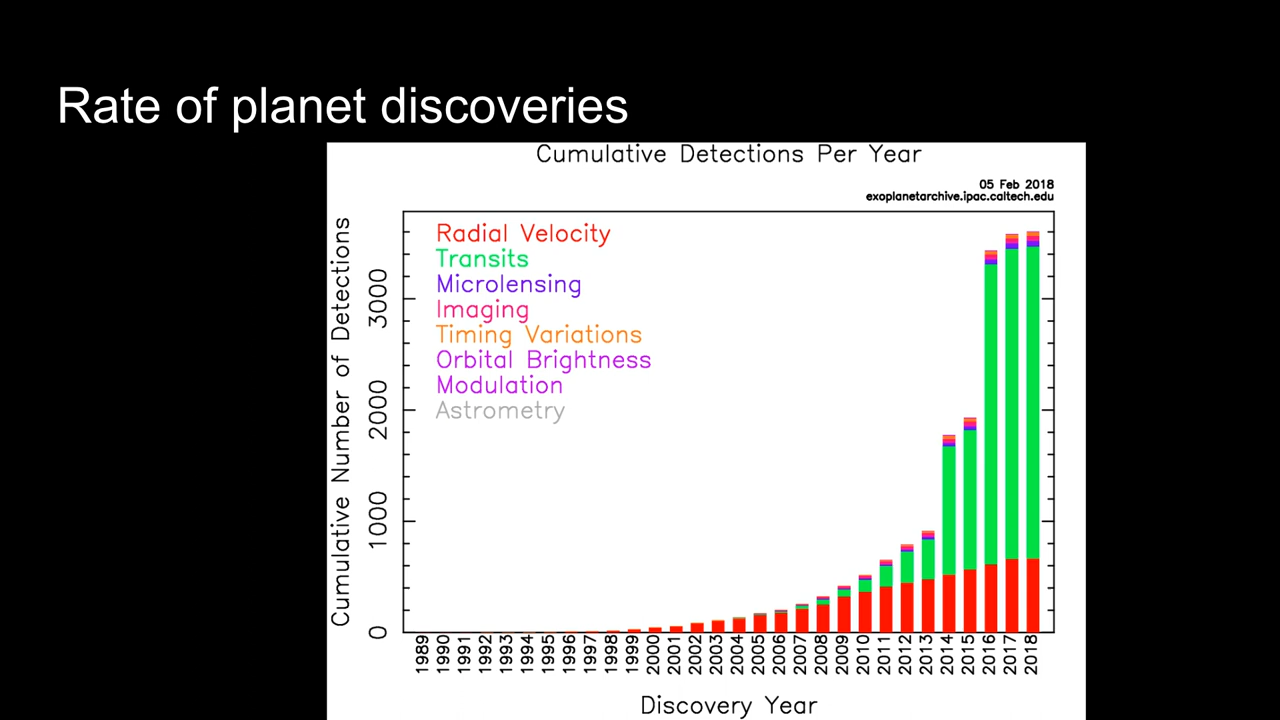 Rate of planet discoveries
Cumulative Detections Per Year
05 Feb 2018
exoplanetarchive.ipac.caltech.edu
Radial Velocity
Transits
Microlensing
Imaging
Timing Variations
Orbital Brightness
Modulation
Astrometry
Cumulative Number of Detections
3000
2000
1000
0
1989 1990 1991 1992 1993 1994 1995 1996 1997 1998 1999 2000 2001 2002 2003 2004 2005 2006 2007 2008 2009 2010 2011 2012 2013 2014 2015 2016 2017 2018
Discovery Year